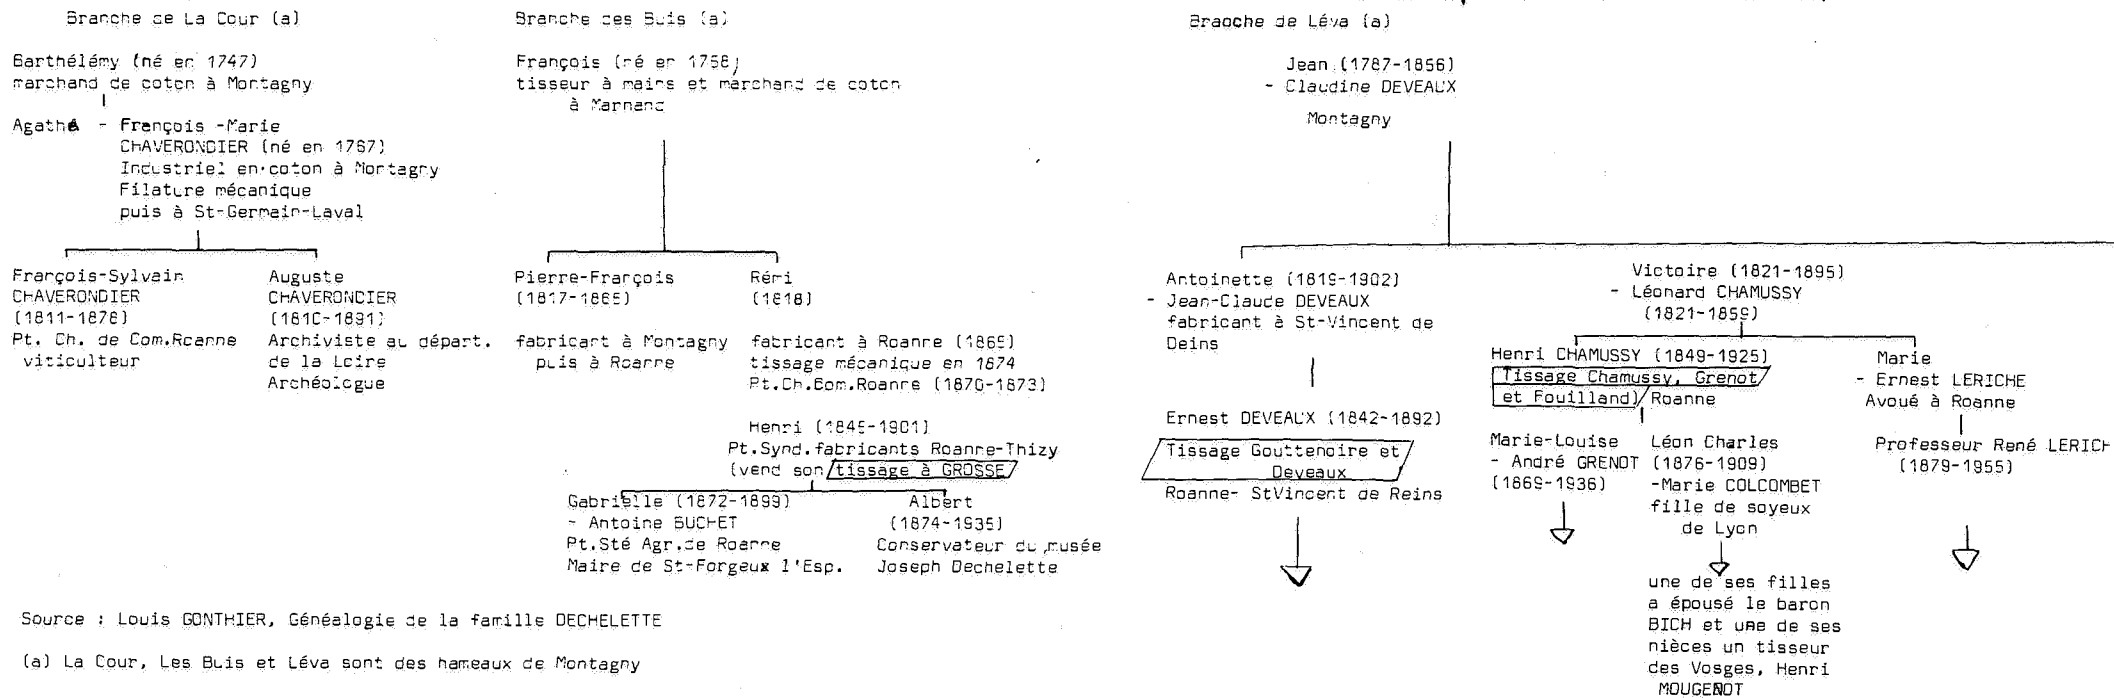 Branche de La Cour (a)
Barthélémy (né en 1747)
marchand de coton à Montagny
Agathe - François -Marie
CHAVERONDIER (né en 1767)
Industriel en coton à Montagny
Filature mécanique
puis à St-Germain-Laval
François-Sylvain
CHAVERONDIER
(1811-1878)
Pt. Ch. de Com.Roanne
viticulteur
Auguste
CHAVERONDIER
(1810-1891)
Archiviste au départ.
de la Loire
Archéologue
Branche des Buis (a)
François (né en 1758)
tisseur à mains et marchand de coton
à Marnand
Pierre-François
(1817-1865)
fabricant à Montagny
puis à Roanne
Rémi
(1818)
fabricant à Roanne (1865)
tissage mécanique en 1874
Pt.Ch.Bom.Roanne (1870-1873)
Henri (1845-1901)
Pt.Synd.fabricants Roanne-Thizy
(vend son tissage à GROSSE)
Gabrielle (1872-1899)
- Antoine BUCHET
Pt.Sté Agr.de Roanne
Maire de St-Forgeux l'Esp.
Albert
(1874-1935)
Conservateur du musée
Joseph Dechelette
Braoche de Léva (a)
Jean (1787-1856)
- Claudine DEVEAUX
Montagny
Antoinette (1819-1902)
- Jean-Claude DEVEAUX
fabricant à St-Vincent de
Deins
Ernest DEVEAUX (1842-1892)
Tissage Gouttenoire et
Deveaux
Roanne- StVincent de Reins
Victoire (1821-1895)
- Léonard CHAMUSSY
(1821-1859)
Henri CHAMUSSY (1849-1925)
Tissage Chamussy, Grenot
et Fouilland) Roanne
Marie
- Ernest LERICHE
Avoué à Roanne
Marie-Louise
- André GRENOT
(1869-1936)
Léon Charles
(1876-1909)
-Marie COLCOMBET
fille de soyeux
de Lyon
une de ses filles
a épousé le baron
BICH et une de ses
nièces un tisseur
des Vosges, Henri
MOUGENOT
Professeur René LERICH
(1879-1955)
Source : Louis GONTHIER, Généalogie de la famille DECHELETTE
(a) La Cour, Les Buis et Léva sont des hameaux de Montagny